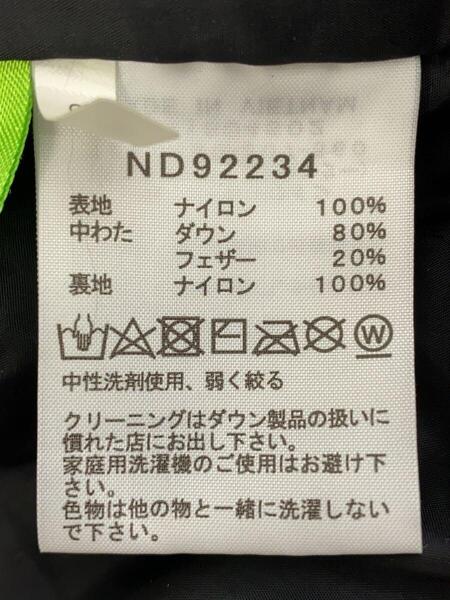 ND92234
表地 ナイロン 100%
中わた ダウン 80%
フェザー 20%
裏地 ナイロン 100%
W
中性洗剤使用、弱く絞る
クリーニングはダウン製品の扱いに
慣れた店にお出し下さい。
家庭用洗濯機のご使用はお避け下
さい。
色物は他の物と一緒に洗濯しない
で下さい。